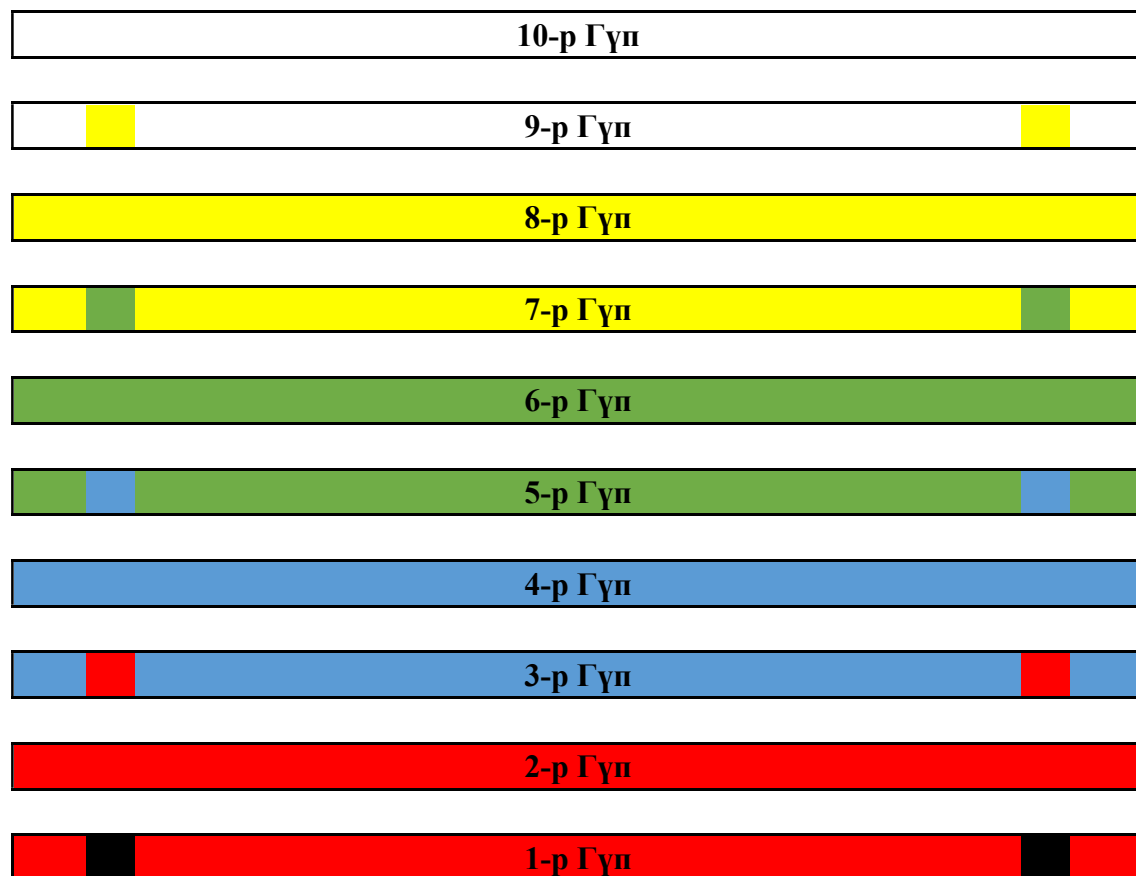 10-р Гүп
9-р Гүп
8-р Гүп
7-р Гүп
6-р Гүп
5-р Гүп
4-р Гүп
3-р Гүп
2-р Гүп
1-р Гүп